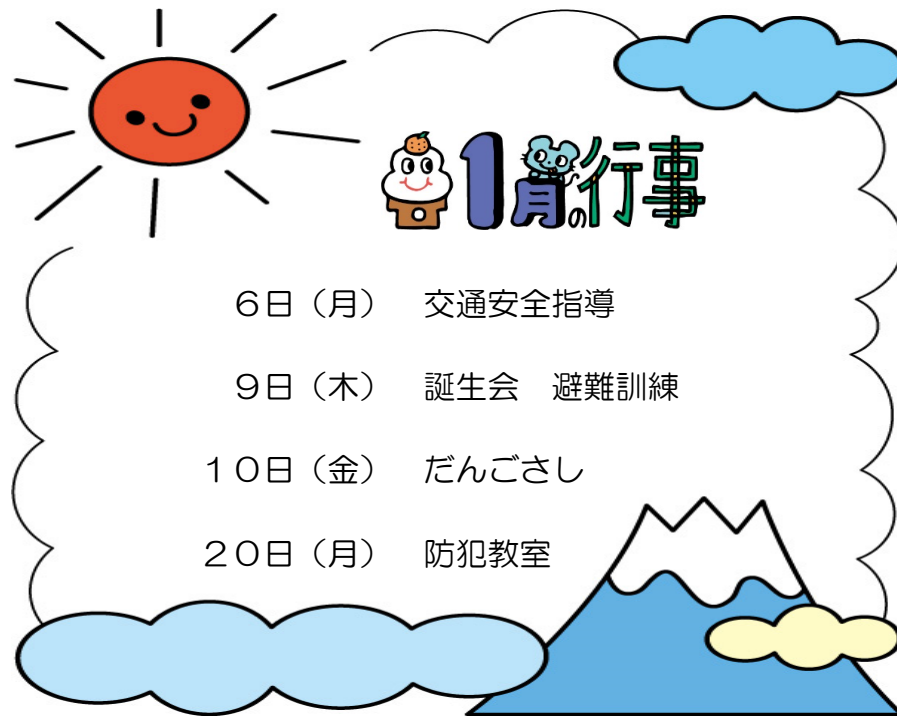 1月の行事
6日（月）　交通安全指導
9日（木）　誕生会　避難訓練
10日（金）　だんごさし
20日（月）　防犯教室